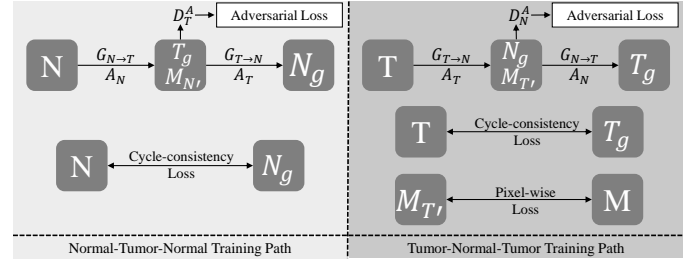 D_T^A
Adversarial Loss
N
G_{N→T}
A_N
T_g
M_{N′}
G_{T→N}
A_T
N_g
N
Cycle-consistency
Loss
N_g
Normal-Tumor-Normal Training Path
D_N^A
Adversarial Loss
T
G_{T→N}
A_T
N_g
M_{T′}
G_{N→T}
A_N
T_g
T
Cycle-consistency
Loss
T_g
M_{T′}
Pixel-wise
Loss
M
Tumor-Normal-Tumor Training Path